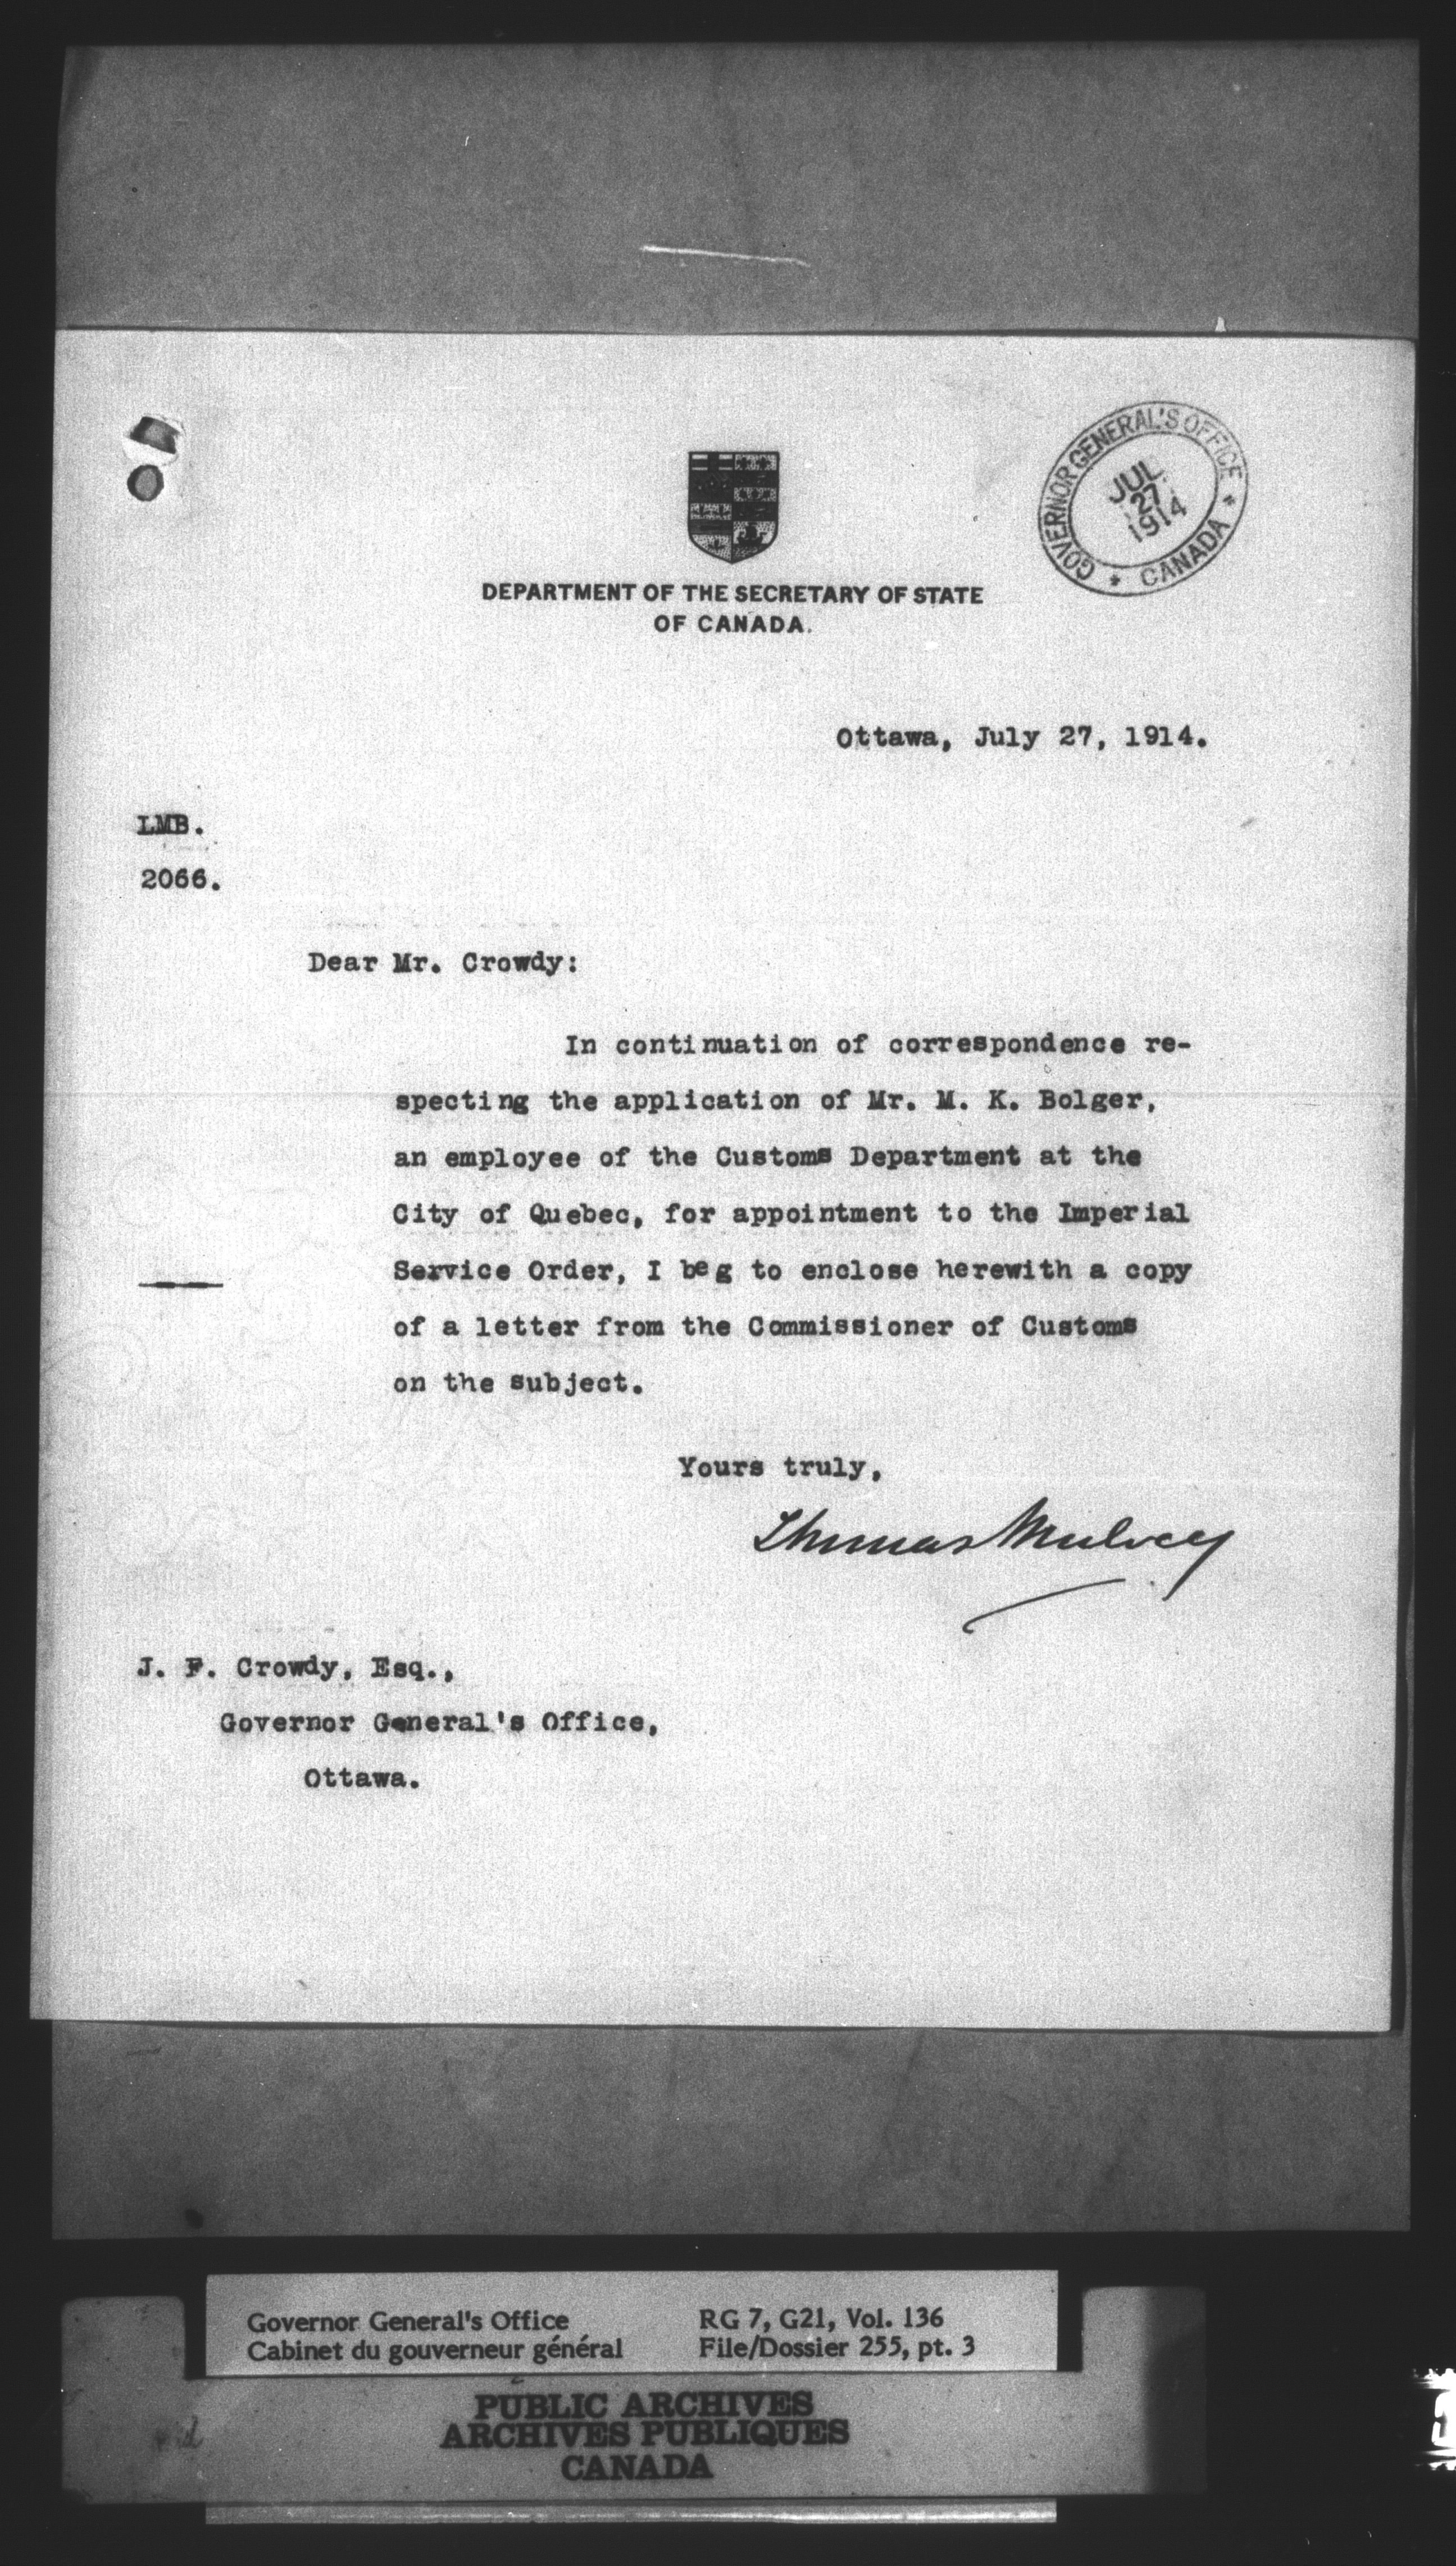 GOVERNOR GENERAL'S OFFICE
JUL
27
1914
* CANADA *
DEPARTMENT OF THE SECRETARY OF STATE
OF CANADA.
Ottawa, July 27, 1914.
LMB.
2066.
Dear Mr. Crowdy:
In continuation of correspondence re-
specting the application of Mr. M. K. Bolger,
an employee of the Customs Department at the
City of Quebec, for appointment to the Imperial
Service Order, I beg to enclose herewith a copy
of a letter from the Commissioner of Customs
on the subject.
Yours truly,
Thomas Mulvey
J. F. Crowdy, Esq.,
Governor General's Office,
Ottawa.
Governor General's Office
Cabinet du gouverneur général
RG 7, G21, Vol. 136
File/Dossier 255, pt. 3
PUBLIC ARCHIVES
ARCHIVES PUBLIQUES
CANADA